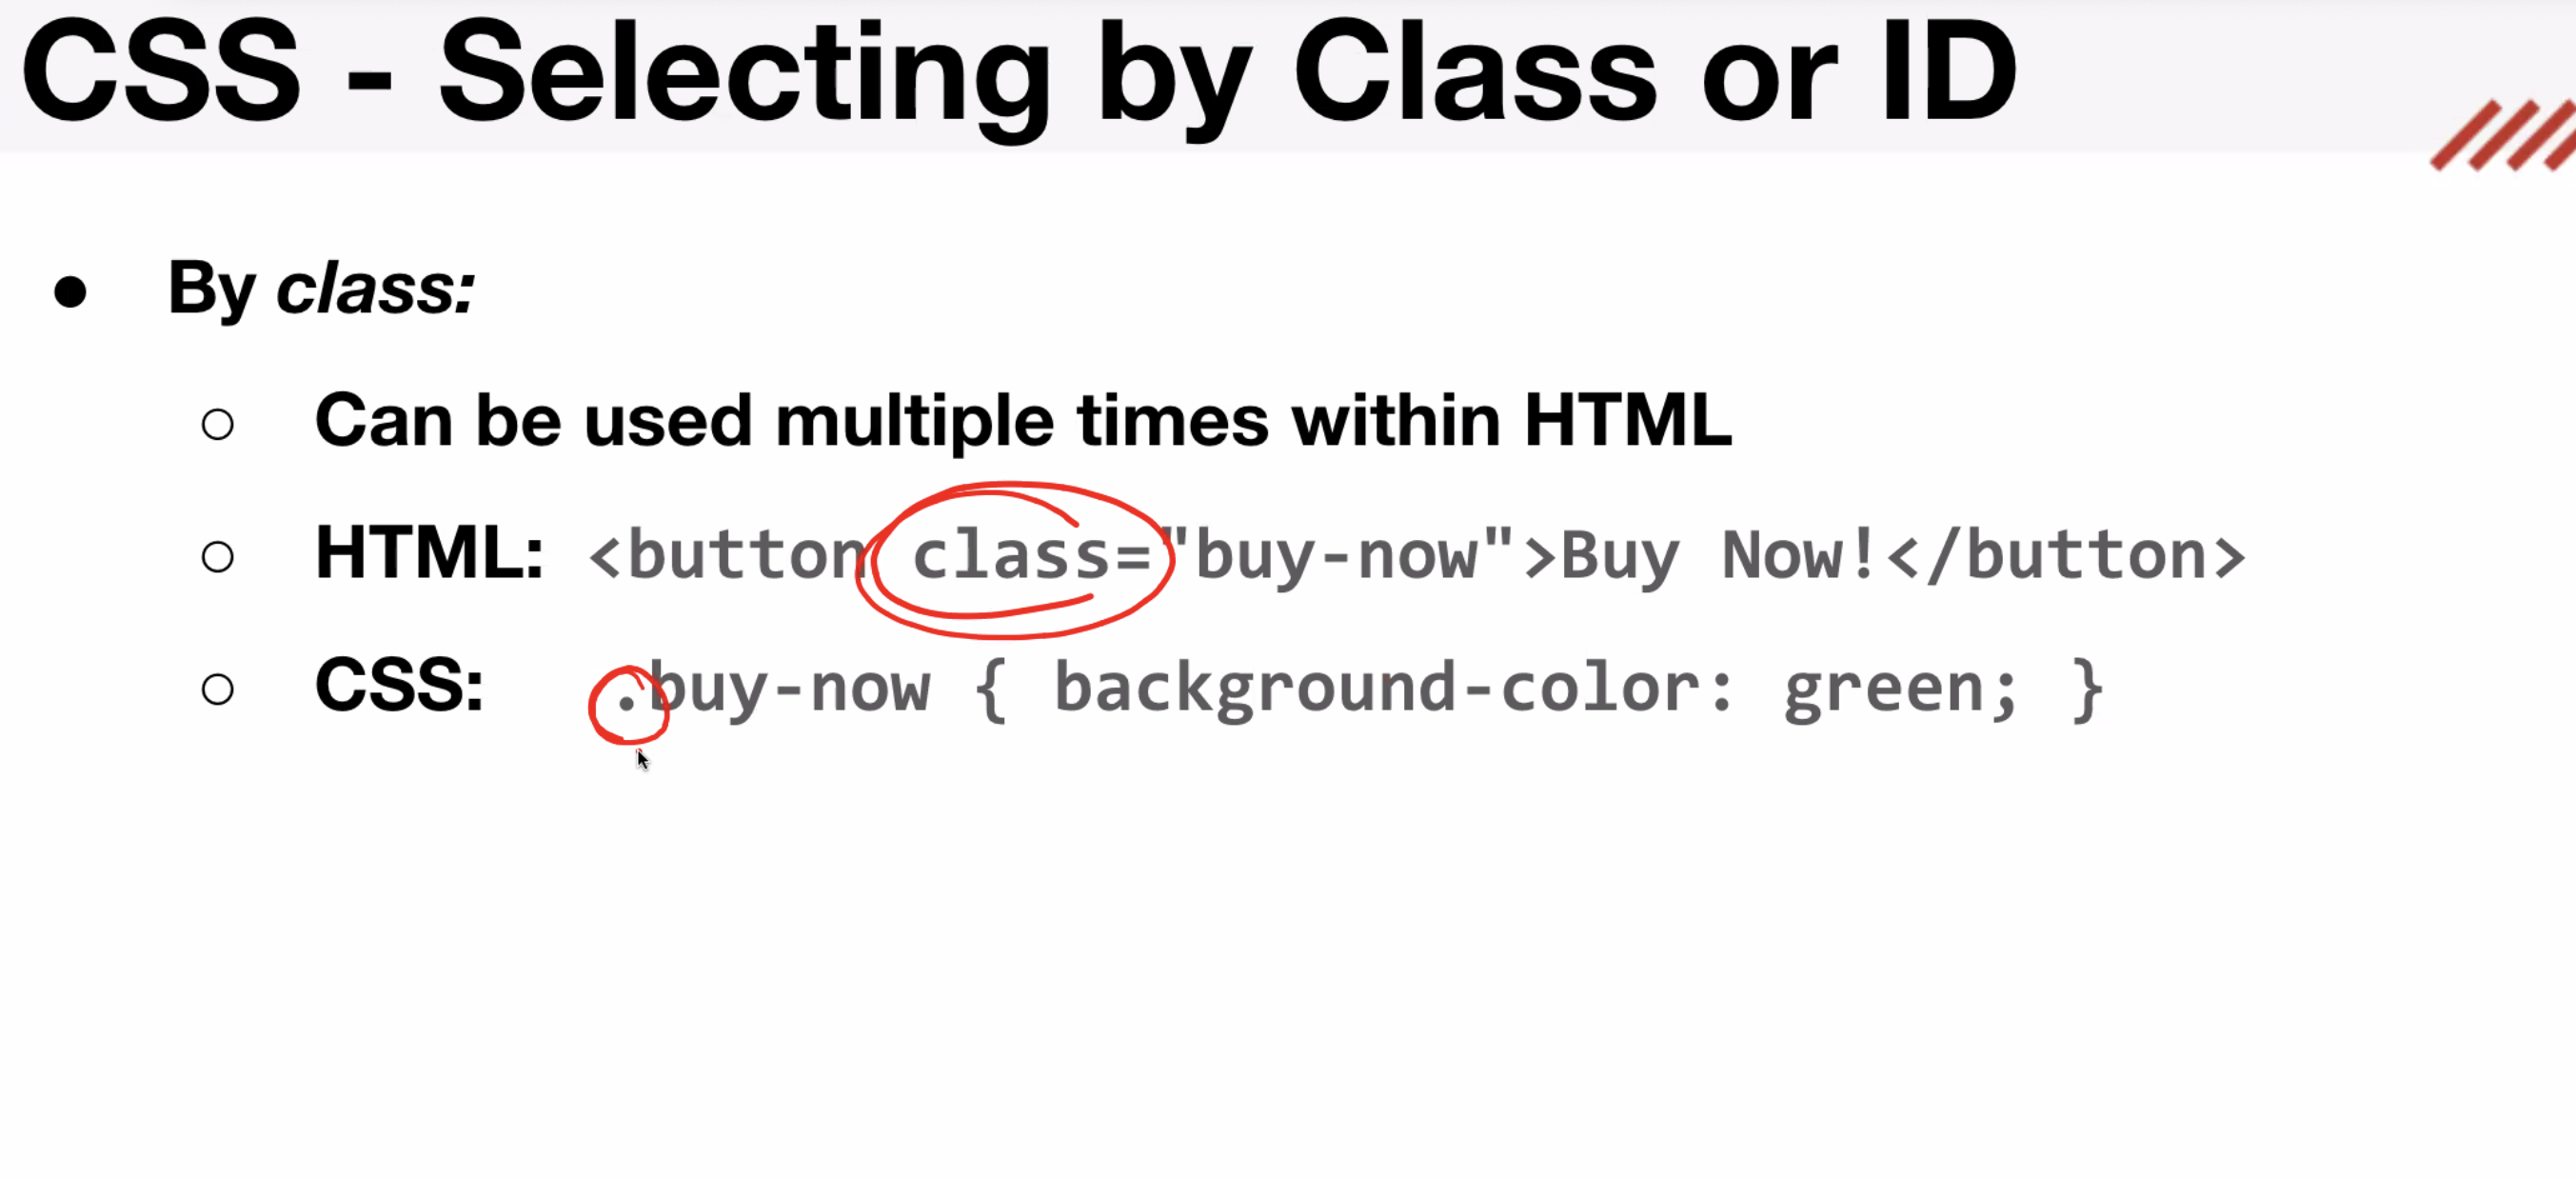 CSS - Selecting by Class or ID
By class:
Can be used multiple times within HTML
HTML: <button class="buy-now">Buy Now!</button>
CSS: .buy-now { background-color: green; }